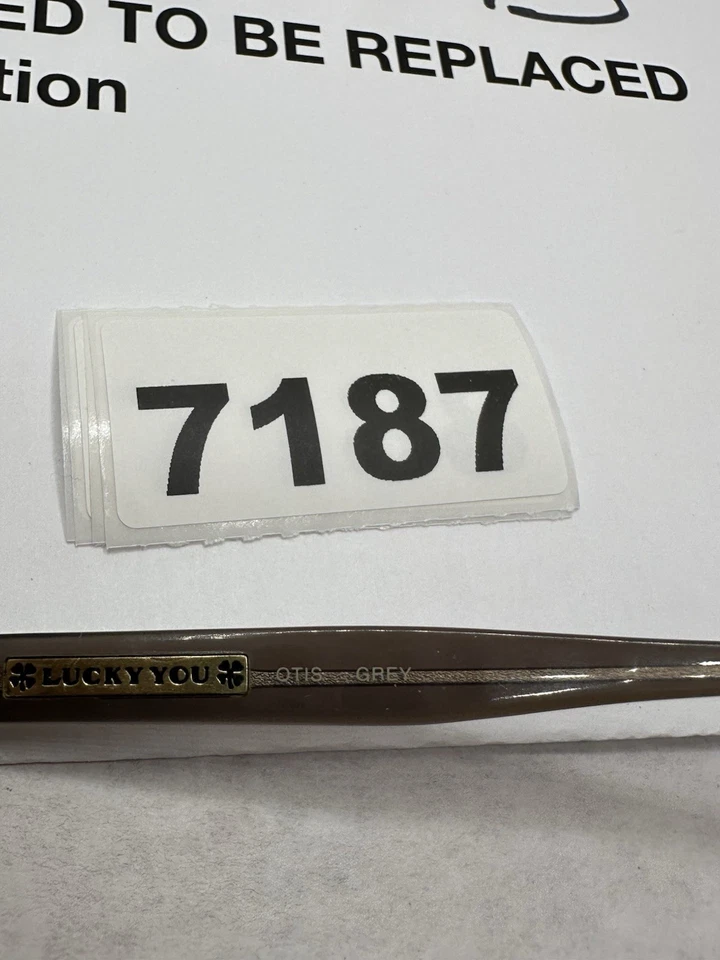 ED TO BE REPLACED
tion
7187
LUCKY YOU OTIS GREY